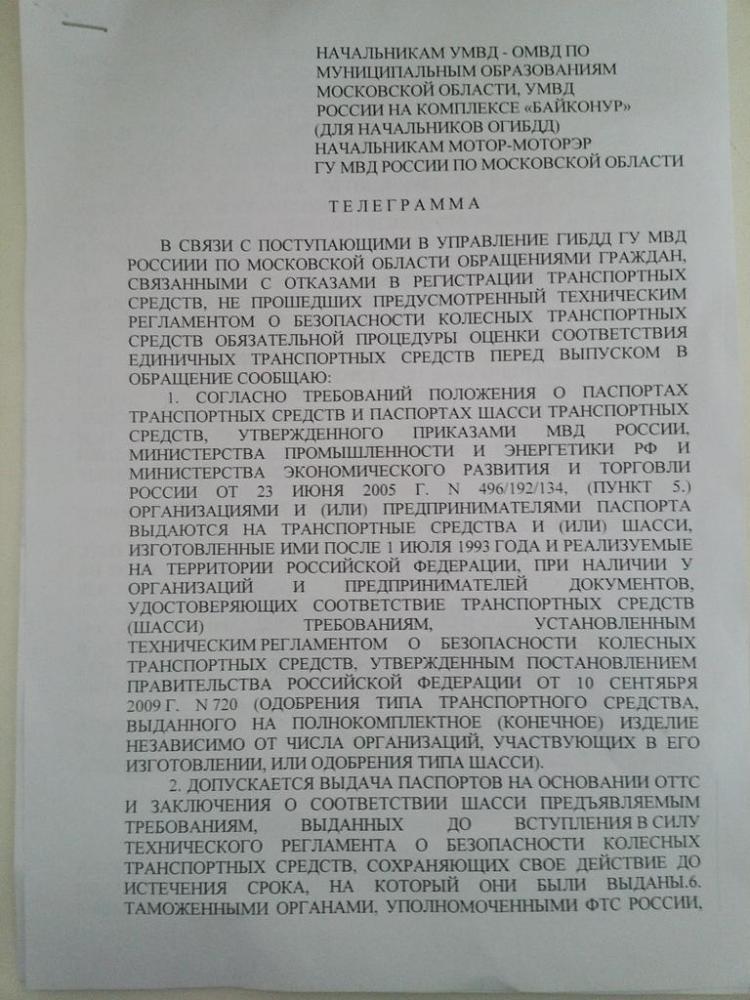 НАЧАЛЬНИКАМ УМВД - ОМВД ПО
МУНИЦИПАЛЬНЫМ ОБРАЗОВАНИЯМ
МОСКОВСКОЙ ОБЛАСТИ, УМВД
РОССИИ НА КОМПЛЕКСЕ «БАЙКОНУР»
(ДЛЯ НАЧАЛЬНИКОВ ОГИБДД)
НАЧАЛЬНИКАМ МОТОР-МОТОРЭР
ГУ МВД РОССИИ ПО МОСКОВСКОЙ ОБЛАСТИ
Т Е Л Е Г Р А М М А
В СВЯЗИ С ПОСТУПАЮЩИМИ В УПРАВЛЕНИЕ ГИБДД ГУ МВД
РОССИИИ ПО МОСКОВСКОЙ ОБЛАСТИ ОБРАЩЕНИЯМИ ГРАЖДАН,
СВЯЗАННЫМИ С ОТКАЗАМИ В РЕГИСТРАЦИИ ТРАНСПОРТНЫХ
СРЕДСТВ, НЕ ПРОШЕДШИХ ПРЕДУСМОТРЕННЫЙ ТЕХНИЧЕСКИМ
РЕГЛАМЕНТОМ О БЕЗОПАСНОСТИ КОЛЕСНЫХ ТРАНСПОРТНЫХ
СРЕДСТВ ОБЯЗАТЕЛЬНОЙ ПРОЦЕДУРЫ ОЦЕНКИ СООТВЕТСТВИЯ
ЕДИНИЧНЫХ ТРАНСПОРТНЫХ СРЕДСТВ ПЕРЕД ВЫПУСКОМ В
ОБРАЩЕНИЕ СООБЩАЮ:
1. СОГЛАСНО ТРЕБОВАНИЙ ПОЛОЖЕНИЯ О ПАСПОРТАХ
ТРАНСПОРТНЫХ СРЕДСТВ И ПАСПОРТАХ ШАССИ ТРАНСПОРТНЫХ
СРЕДСТВ, УТВЕРЖДЕННОГО ПРИКАЗАМИ МВД РОССИИ,
МИНИСТЕРСТВА ПРОМЫШЛЕННОСТИ И ЭНЕРГЕТИКИ РФ И
МИНИСТЕРСТВА ЭКОНОМИЧЕСКОГО РАЗВИТИЯ И ТОРГОВЛИ
РОССИИ ОТ 23 ИЮНЯ 2005 Г. N 496/192/134, (ПУНКТ 5.)
ОРГАНИЗАЦИЯМИ И (ИЛИ) ПРЕДПРИНИМАТЕЛЯМИ ПАСПОРТА
ВЫДАЮТСЯ НА ТРАНСПОРТНЫЕ СРЕДСТВА И (ИЛИ) ШАССИ,
ИЗГОТОВЛЕННЫЕ ИМИ ПОСЛЕ 1 ИЮЛЯ 1993 ГОДА И РЕАЛИЗУЕМЫЕ
НА ТЕРРИТОРИИ РОССИЙСКОЙ ФЕДЕРАЦИИ, ПРИ НАЛИЧИИ У
ОРГАНИЗАЦИЙ И ПРЕДПРИНИМАТЕЛЕЙ ДОКУМЕНТОВ,
УДОСТОВЕРЯЮЩИХ СООТВЕТСТВИЕ ТРАНСПОРТНЫХ СРЕДСТВ
(ШАССИ) ТРЕБОВАНИЯМ, УСТАНОВЛЕННЫМ
ТЕХНИЧЕСКИМ РЕГЛАМЕНТОМ О БЕЗОПАСНОСТИ КОЛЕСНЫХ
ТРАНСПОРТНЫХ СРЕДСТВ, УТВЕРЖДЕННЫМ ПОСТАНОВЛЕНИЕМ
ПРАВИТЕЛЬСТВА РОССИЙСКОЙ ФЕДЕРАЦИИ ОТ 10 СЕНТЯБРЯ
2009 Г. N 720 (ОДОБРЕНИЯ ТИПА ТРАНСПОРТНОГО СРЕДСТВА,
ВЫДАННОГО НА ПОЛНОКОМПЛЕКТНОЕ (КОНЕЧНОЕ) ИЗДЕЛИЕ
НЕЗАВИСИМО ОТ ЧИСЛА ОРГАНИЗАЦИЙ, УЧАСТВУЮЩИХ В ЕГО
ИЗГОТОВЛЕНИИ, ИЛИ ОДОБРЕНИЯ ТИПА ШАССИ).
2. ДОПУСКАЕТСЯ ВЫДАЧА ПАСПОРТОВ НА ОСНОВАНИИ ОТТС
И ЗАКЛЮЧЕНИЯ О СООТВЕТСТВИИ ШАССИ ПРЕДЪЯВЛЯЕМЫМ
ТРЕБОВАНИЯМ, ВЫДАННЫХ ДО ВСТУПЛЕНИЯ В СИЛУ
ТЕХНИЧЕСКОГО РЕГЛАМЕНТА О БЕЗОПАСНОСТИ КОЛЕСНЫХ
ТРАНСПОРТНЫХ СРЕДСТВ, СОХРАНЯЮЩИХ СВОЕ ДЕЙСТВИЕ ДО
ИСТЕЧЕНИЯ СРОКА, НА КОТОРЫЙ ОНИ БЫЛИ ВЫДАНЫ.6.
ТАМОЖЕННЫМИ ОРГАНАМИ, УПОЛНОМОЧЕННЫМИ ФТС РОССИИ,